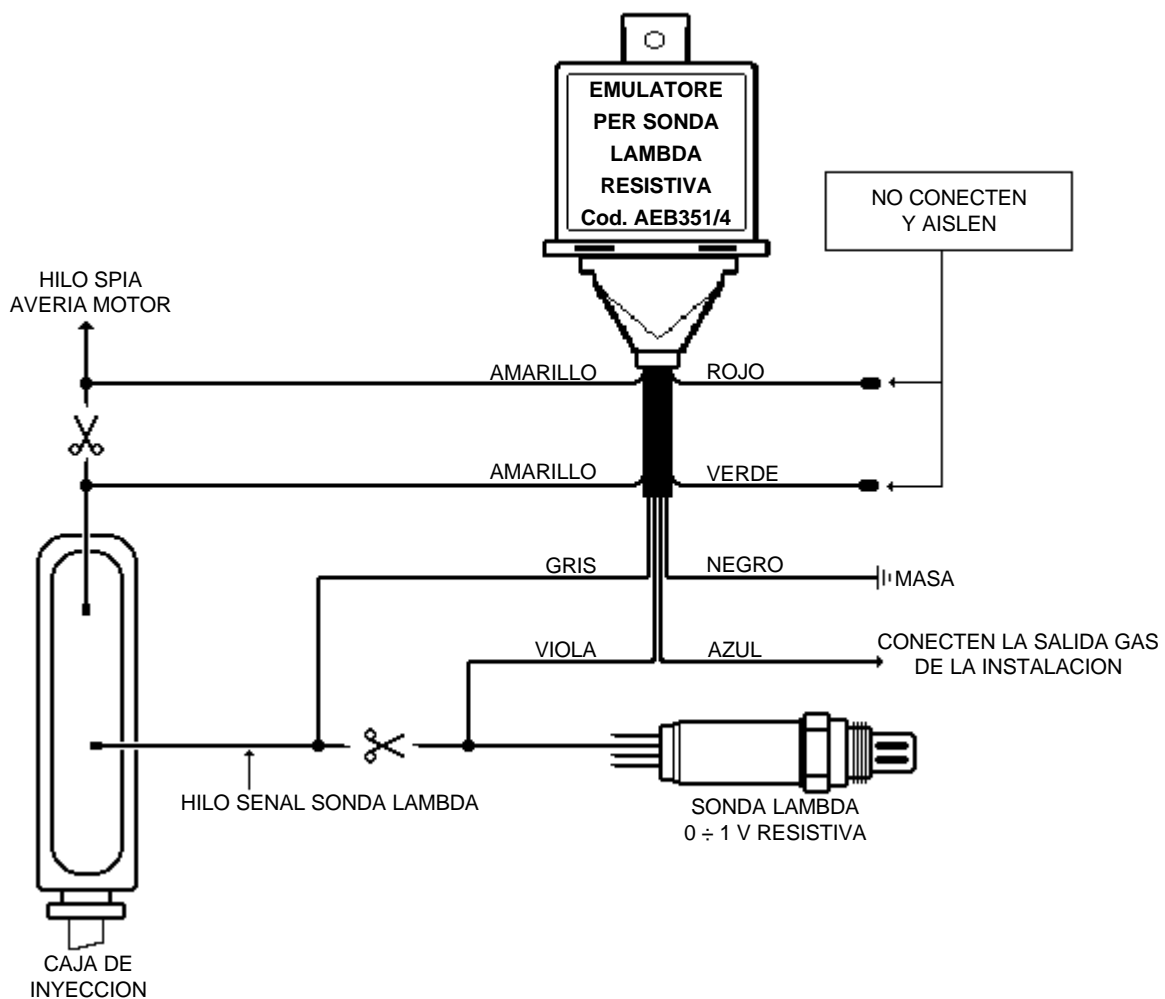 EMULATORE
PER SONDA
LAMBDA
RESISTIVA
Cod. AEB351/4
NO CONECTEN
Y AISLEN
HILO SPIA
AVERIA MOTOR
AMARILLO
ROJO
AMARILLO
VERDE
GRIS
NEGRO
MASA
VIOLA
AZUL
CONECTEN LA SALIDA GAS
DE LA INSTALACION
HILO SENAL SONDA LAMBDA
SONDA LAMBDA
0 ÷ 1 V RESISTIVA
CAJA DE
INYECCION